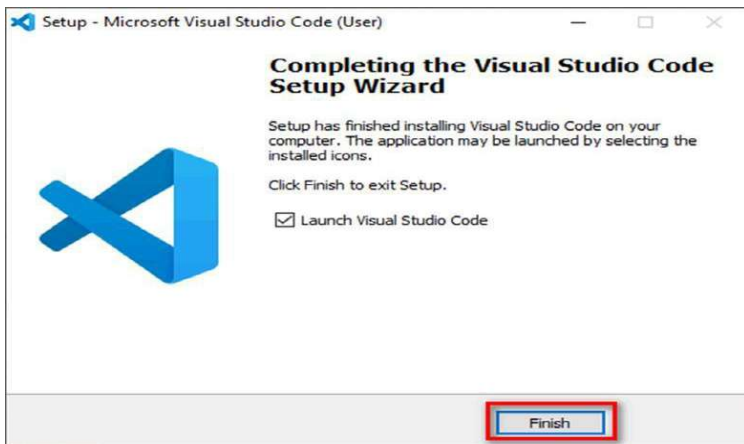 Setup - Microsoft Visual Studio Code (User)
Completing the Visual Studio Code
Setup Wizard
Setup has finished installing Visual Studio Code on your
computer. The application may be launched by selecting the
installed icons.
Click Finish to exit Setup.
Launch Visual Studio Code
Finish